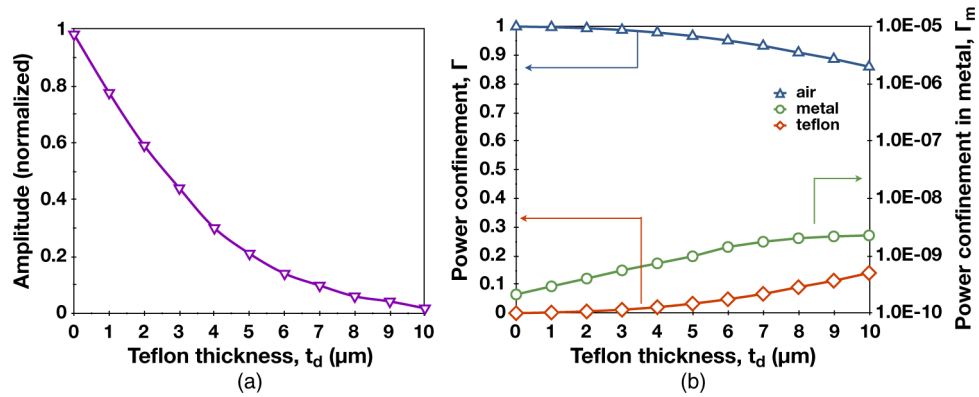 Amplitude (normalized)
1
0.8
0.6
0.4
0.2
0
0 1 2 3 4 5 6 7 8 9 10
Teflon thickness, t_d (μm)
(a)
Power confinement, Γ
1
0.9
0.8
0.7
0.6
0.5
0.4
0.3
0.2
0.1
0
air
metal
teflon
1.0E-05
1.0E-06
1.0E-07
1.0E-08
1.0E-09
1.0E-10
Power confinement in metal, Γ_m
0 1 2 3 4 5 6 7 8 9 10
Teflon thickness, t_d (μm)
(b)